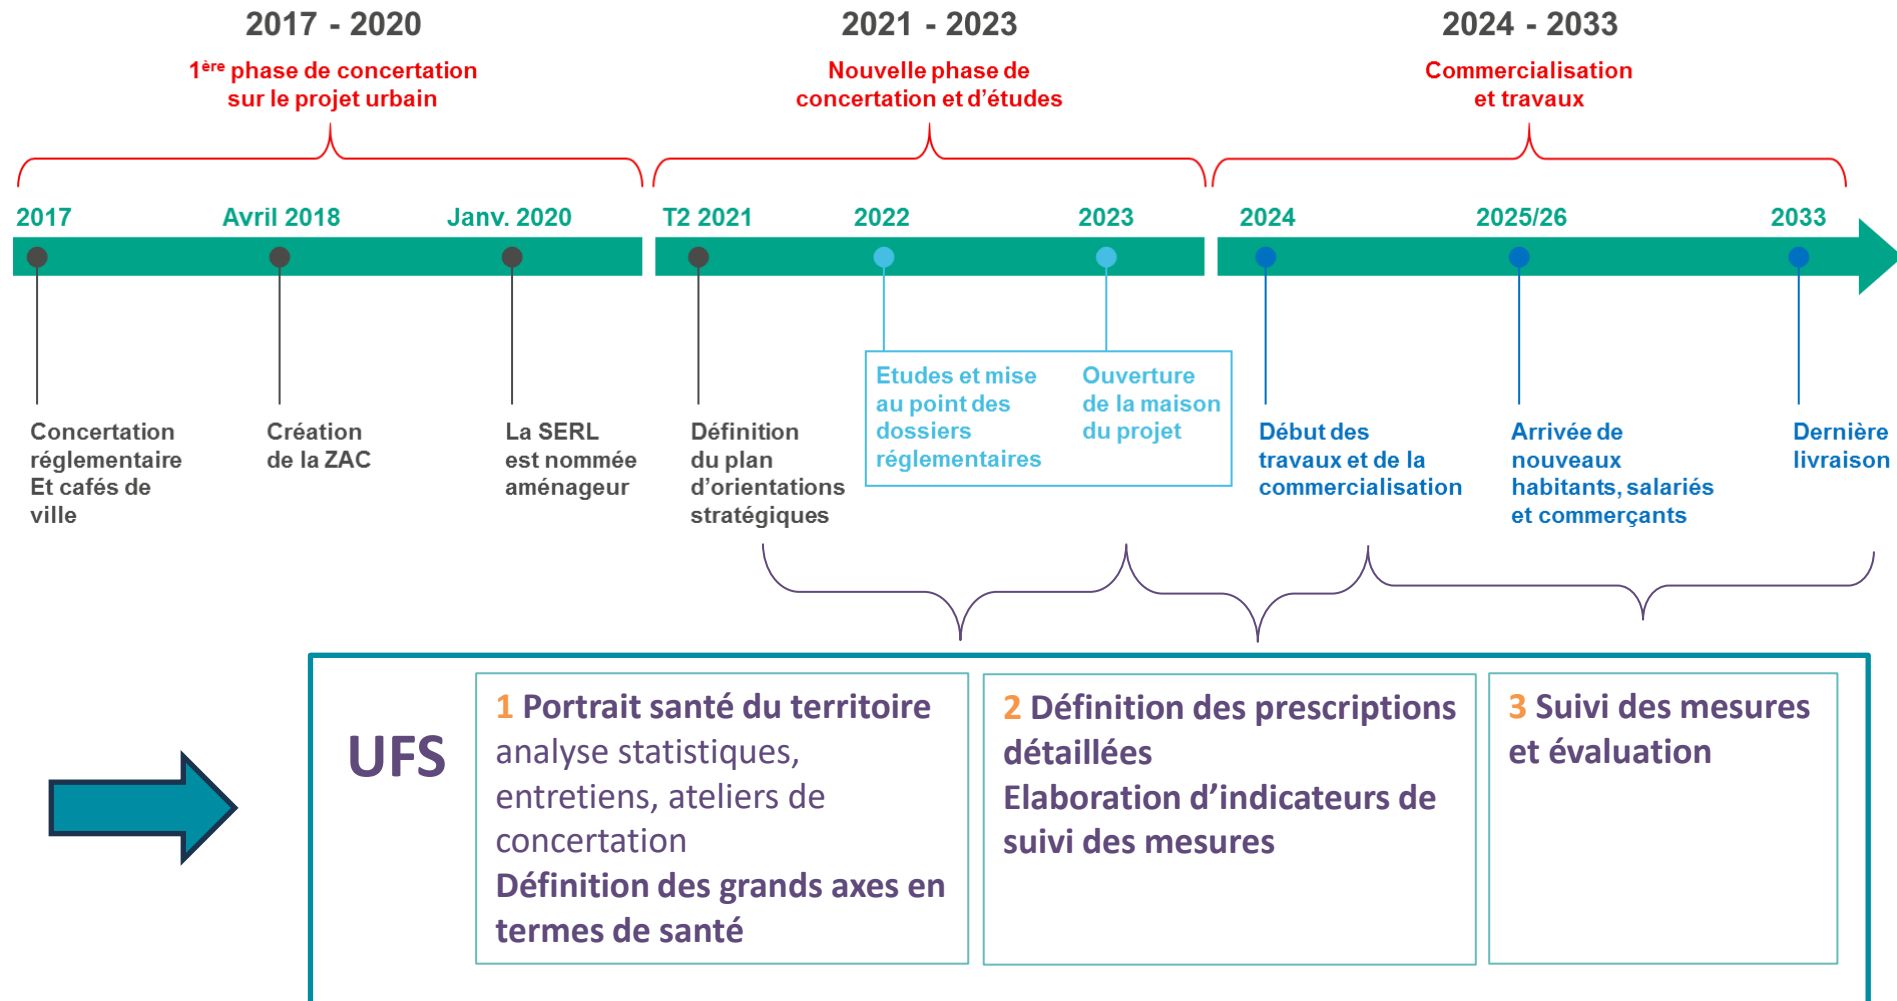 2017 - 2020
1ère phase de concertation
sur le projet urbain
2021 - 2023
Nouvelle phase de
concertation et d’études
2024 - 2033
Commercialisation
et travaux
2017
Avril 2018
Janv. 2020
T2 2021
2022
2023
2024
2025/26
2033
Concertation
réglementaire
Et cafés de
ville
Création
de la ZAC
La SERL
est nommée
aménageur
Définition
du plan
d’orientations
stratégiques
Etudes et mise
au point des
dossiers
réglementaires
Ouverture
de la maison
du projet
Début des
travaux et de la
commercialisation
Arrivée de
nouveaux
habitants, salariés
et commerçants
Dernière
livraison
UFS
1 Portrait santé du territoire
analyse statistiques,
entretiens, ateliers de
concertation
Définition des grands axes en
termes de santé
2 Définition des prescriptions
détaillées
Elaboration d’indicateurs de
suivi des mesures
3 Suivi des mesures
et évaluation